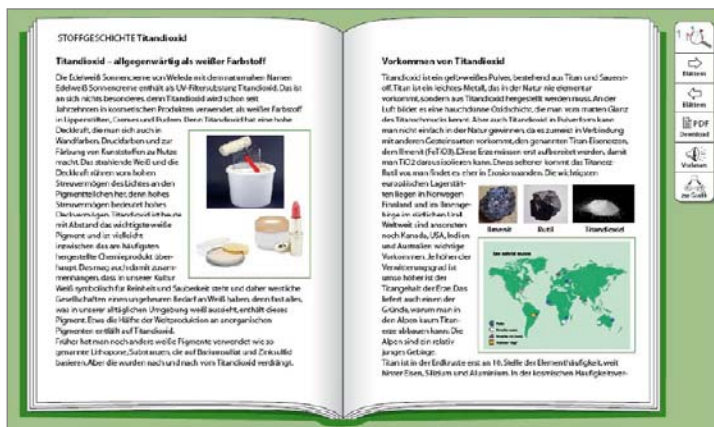 STOFFGESCHICHTE Titandioxid
Titandioxid – allgegenwärtig als weißer Farbstoff
Die Edelweiß Sonnencreme von Weleda mit dem naturnahen Namen
Edelweiß Sonnencreme enthält als UV-Filtersubstanz Titandioxid. Das ist
an sich nichts besonderes, denn Titandioxid wird schon seit
Jahrzehnten in kosmetischen Produkten verwendet, als weißer Farbstoff
in Lippenstiften, Cremes und Pudern. Denn Titandioxid hat eine hohe
Deckkraft, die man sich auch in
Wandfarben, Druckfarben und zur
Färbung von Kunststoffen zu Nutze
macht. Das strahlende Weiß und die
Deckkraft rühren vom hohen
Streuvermögen des Lichtes an den
Pigmentteilchen her, denn hohes
Streuvermögen bedeutet hohes
Deckvermögen. Titandioxid ist heute
mit Abstand das wichtigste weiße
Pigment und ist vielleicht
inzwischen das am häufigsten
hergestellte Chemieprodukt über-
haupt. Dies mag auch damit zusam-
menhängen, dass in unserer Kultur
Weiß symbolisch für Reinheit und Sauberkeit steht und daher westliche
Gesellschaften einen ungeheuren Bedarf an Weiß haben, denn fast alles,
was in unserer alltäglichen Umgebung weiß aussieht, enthält dieses
Pigment. Etwa die Hälfte der Weltproduktion an anorganischen
Pigmenten entfällt auf Titandioxid.
Früher hat man noch andere weiße Pigmente verwendet wie so
genannte Lithopone, Substanzen, die auf Bariumsulfat und Zinksulfid
basieren. Aber die wurden nach und nach vom Titandioxid verdrängt.
Vorkommen von Titandioxid
Titandioxid ist ein gelb-weißes Pulver, bestehend aus Titan und Sauerst-
off. Titan ist ein leichtes Metall, das in der Natur nie elementar
vorkommt, sondern aus Titandioxid hergestellt werden muss. An der
Luft bildet es eine hauchdünne Oxidschicht, die man vom matten Glanz
des Titanschmucks kennt. Aber auch Titandioxid in Pulverform kann
man nicht einfach in der Natur gewinnen, da es zumeist in Verbindung
mit anderen Gesteinsarten vorkommt, den genannten Titan-Eisenerzen,
dem Ilmenit (FeTiO3). Diese Erze müssen erst aufbereitet werden, damit
man TiO2 daraus isolieren kann. Etwas seltener kommt das Titanerz
Rutil vor, man findet es eher in Erosionssanden. Die wichtigsten
europäischen Lagerstätt-
ten liegen in Norwegen
Finnland und im Ilmenge-
birge im südlichen Ural.
Weltweit sind ansonsten
noch Kanada, USA, Indien
und Australien wichtige
Vorkommen. Je höher der
Verwitterungsgrad ist
umso höher ist der
Titangehalt der Erze. Das
liefert auch einen der
Gründe, warum man in
den Alpen kaum Titan-
erze abbauen kann. Die
Alpen sind ein relativ
junges Gebirge.
Titan ist in der Erdkruste erst an 10. Stelle der Elementhäufigkeit, weit
hinter Eisen, Silizium und Aluminium. In der kosmischen Häufigkeitsver-
Ilmenit
Rutil
Titandioxid
1
Blättern
Blättern
PDF
Download
Vorlesen
zur Grafik